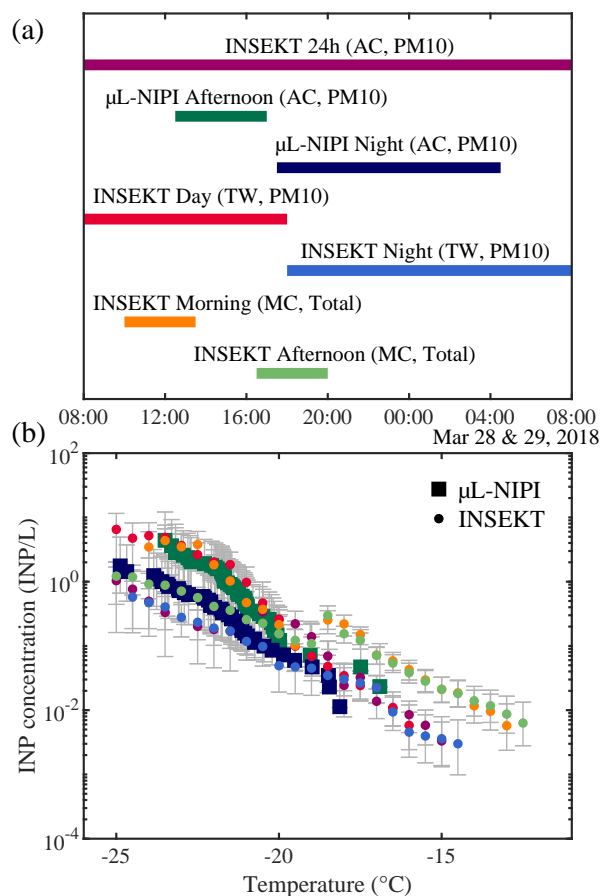 (a)
INSEKT 24h (AC, PM10)
μL-NIPI Afternoon (AC, PM10)
μL-NIPI Night (AC, PM10)
INSEKT Day (TW, PM10)
INSEKT Night (TW, PM10)
INSEKT Morning (MC, Total)
INSEKT Afternoon (MC, Total)
08:00 12:00 16:00 20:00 00:00 04:00 08:00
Mar 28 & 29, 2018
(b)
μL-NIPI
INSEKT
10^2
10^0
10^-2
10^-4
INP concentration (INP/L)
-25 -20 -15
Temperature (°C)